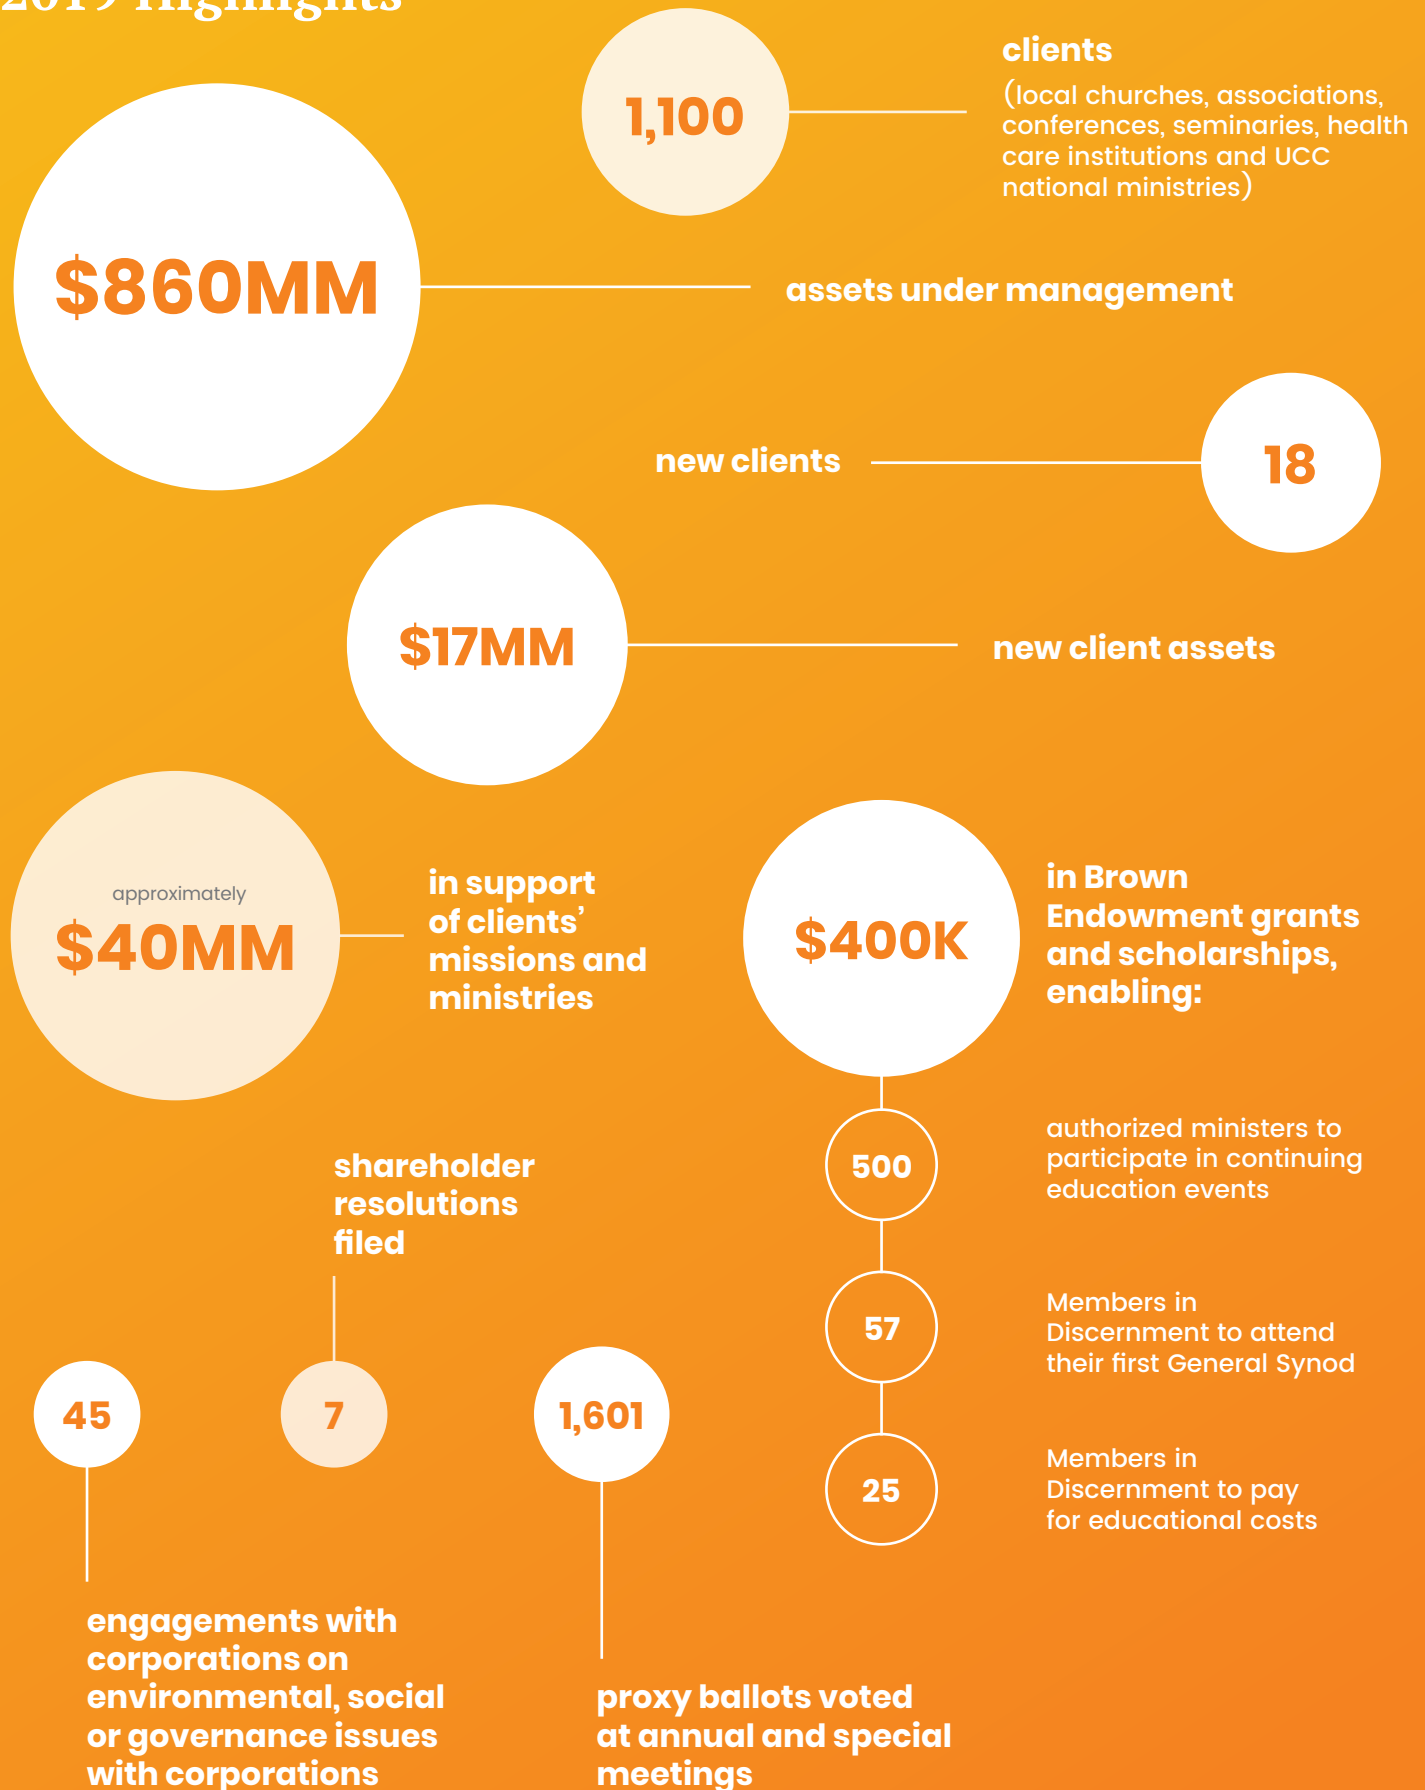 2019 Highlights
1,100
clients
(local churches, associations,
conferences, seminaries, health
care institutions and UCC
national ministries)
$860MM
assets under management
new clients
18
$17MM
new client assets
approximately
$40MM
in support
of clients’
missions and
ministries
$400K
in Brown
Endowment grants
and scholarships,
enabling:
500
authorized ministers to
participate in continuing
education events
57
Members in
Discernment to attend
their first General Synod
25
Members in
Discernment to pay
for educational costs
shareholder
resolutions
filed
7
45
engagements with
corporations on
environmental, social
or governance issues
with corporations
1,601
proxy ballots voted
at annual and special
meetings